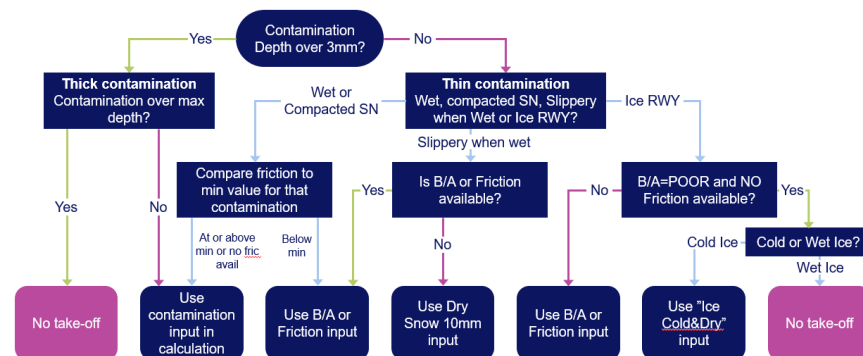 Contamination
Depth over 3mm?
Yes
No
Thick contamination
Contamination over max
depth?
Wet or
Compacted SN
Thin contamination
Wet, compacted SN, Slippery
when Wet or Ice RWY?
Ice RWY
Slippery when wet
Compare friction to
min value for that
contamination
Yes
Is B/A or Friction
available?
No
B/A=POOR and NO
Friction available?
Yes
Yes
No
At or above
min or no fric
avail
Below
min
No
Cold Ice
Cold or Wet Ice?
Wet Ice
No take-off
Use
contamination
input in
calculation
Use B/A or
Friction input
Use Dry
Snow 10mm
input
Use B/A or
Friction input
Use "Ice
Cold&Dry"
input
No take-off